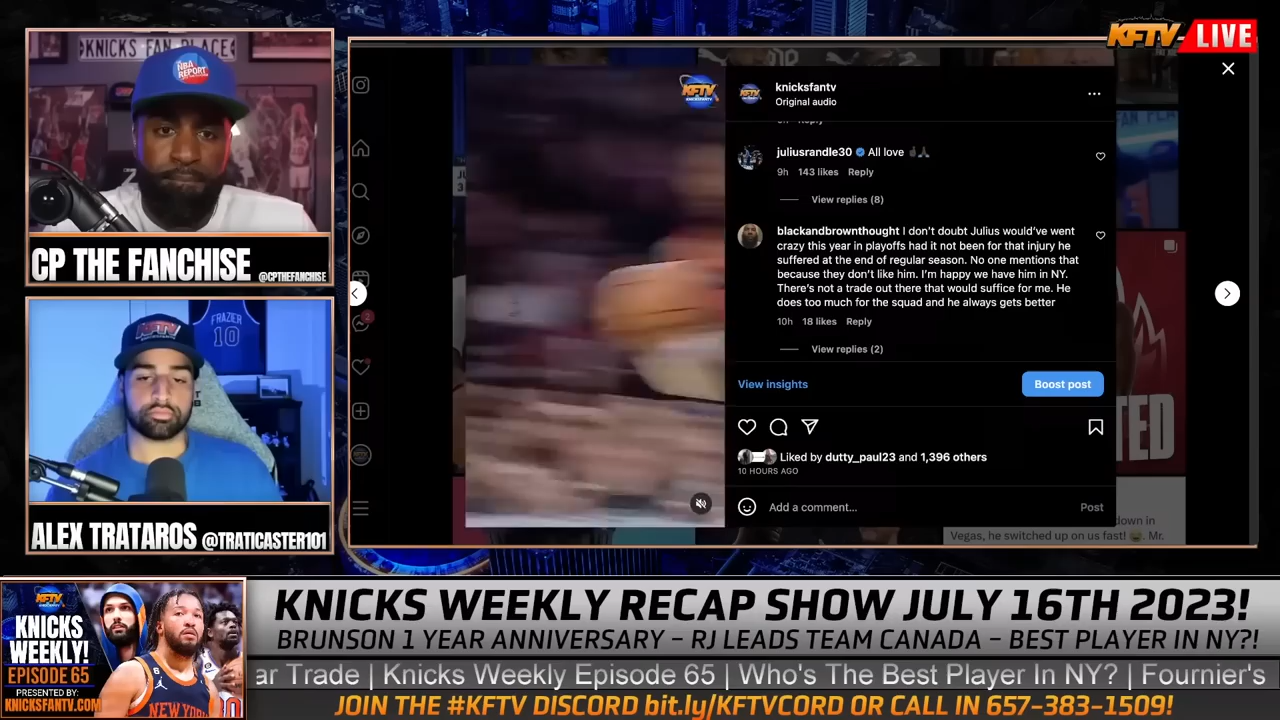 KFTV LIVE
KNICKS FAN PLACE
NBA
REPORT
CP THE FANCHISE @CPTHEFANCHISE
KFTV
FRAZIER
10
ALEX TRATAROS @TRATICASTER101
KFTV
knicksfantv
Original audio
Reply
juliusrandle30 All love
9h 143 likes Reply
View replies (8)
blackandbrownthought I don't doubt Julius would've went
crazy this year in playoffs had it not been for that injury he
suffered at the end of regular season. No one mentions that
because they don't like him. I'm happy we have him in NY.
There's not a trade out there that would suffice for me. He
does too much for the squad and he always gets better
10h 18 likes Reply
View replies (2)
View insights
Boost post
Liked by dutty_paul23 and 1,396 others
10 HOURS AGO
Add a comment...
Post
2
TED
down in
Vegas, he switched up on us fast! Mr.
KFTV
KNICKS
WEEKLY!
EPISODE 65
PRESENTED BY:
KNICKSFANTV.COM
NEW YORK
KNICKS WEEKLY RECAP SHOW JULY 16TH 2023!
BRUNSON 1 YEAR ANNIVERSARY - RJ LEADS TEAM CANADA - BEST PLAYER IN NY?!
ar Trade | Knicks Weekly Episode 65 | Who's The Best Player In NY? | Fournier's
JOIN THE #KFTV DISCORD bit.ly/KFTVCORD OR CALL IN 657-383-1509!